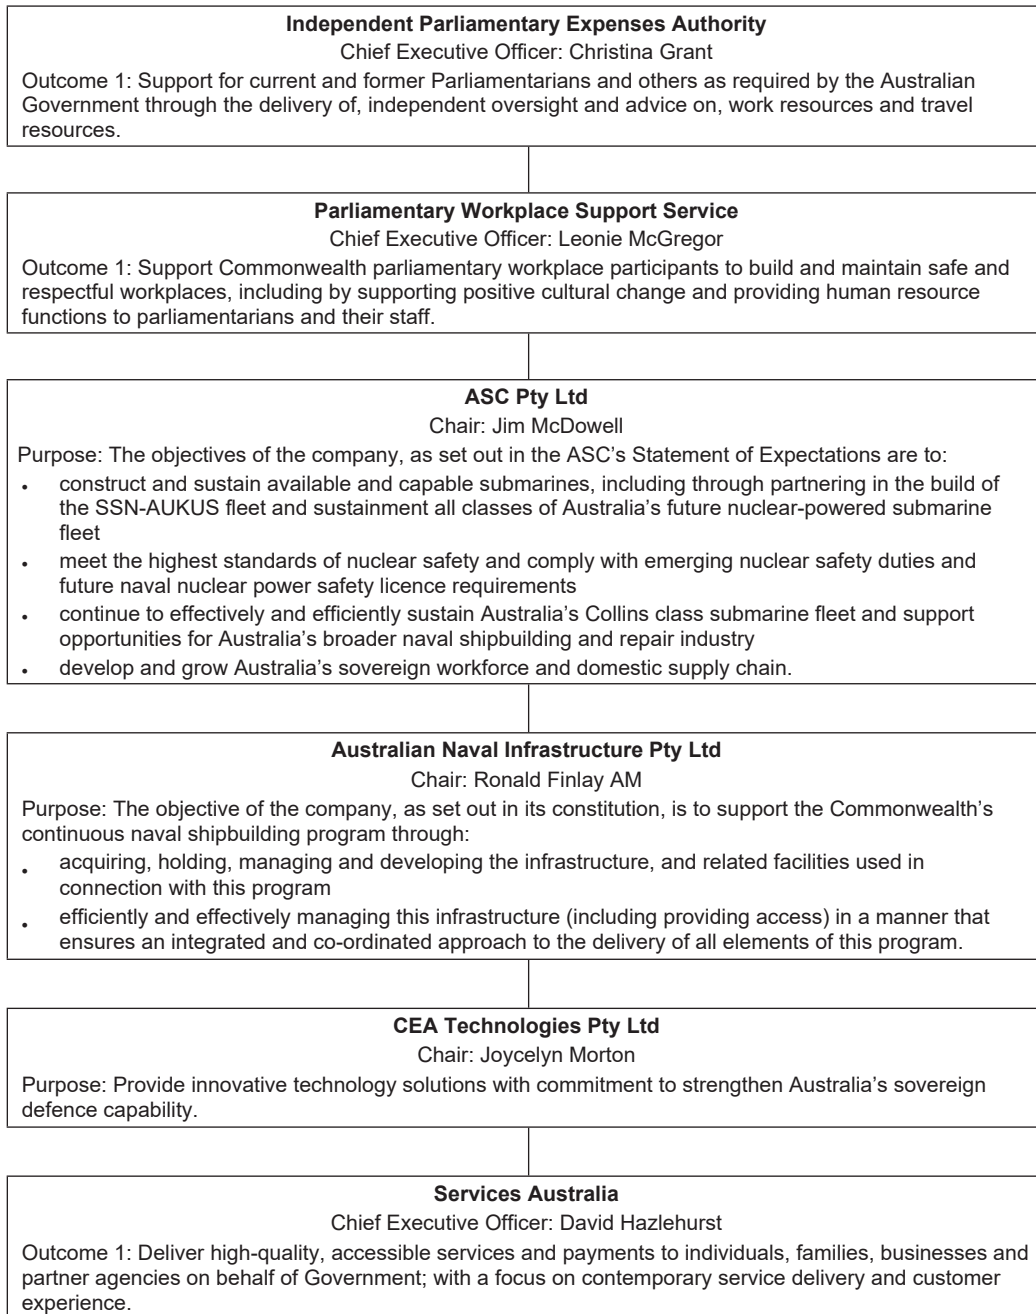 Independent Parliamentary Expenses Authority
Chief Executive Officer: Christina Grant
Outcome 1: Support for current and former Parliamentarians and others as required by the Australian
Government through the delivery of, independent oversight and advice on, work resources and travel
resources.
Parliamentary Workplace Support Service
Chief Executive Officer: Leonie McGregor
Outcome 1: Support Commonwealth parliamentary workplace participants to build and maintain safe and
respectful workplaces, including by supporting positive cultural change and providing human resource
functions to parliamentarians and their staff.
ASC Pty Ltd
Chair: Jim McDowell
Purpose: The objectives of the company, as set out in the ASC's Statement of Expectations are to:
• construct and sustain available and capable submarines, including through partnering in the build of
the SSN-AUKUS fleet and sustainment all classes of Australia's future nuclear-powered submarine
fleet
• meet the highest standards of nuclear safety and comply with emerging nuclear safety duties and
future naval nuclear power safety licence requirements
• continue to effectively and efficiently sustain Australia's Collins class submarine fleet and support
opportunities for Australia's broader naval shipbuilding and repair industry
• develop and grow Australia's sovereign workforce and domestic supply chain.
Australian Naval Infrastructure Pty Ltd
Chair: Ronald Finlay AM
Purpose: The objective of the company, as set out in its constitution, is to support the Commonwealth's
continuous naval shipbuilding program through:
• acquiring, holding, managing and developing the infrastructure, and related facilities used in
connection with this program
• efficiently and effectively managing this infrastructure (including providing access) in a manner that
ensures an integrated and co-ordinated approach to the delivery of all elements of this program.
CEA Technologies Pty Ltd
Chair: Joycelyn Morton
Purpose: Provide innovative technology solutions with commitment to strengthen Australia's sovereign
defence capability.
Services Australia
Chief Executive Officer: David Hazlehurst
Outcome 1: Deliver high-quality, accessible services and payments to individuals, families, businesses and
partner agencies on behalf of Government; with a focus on contemporary service delivery and customer
experience.